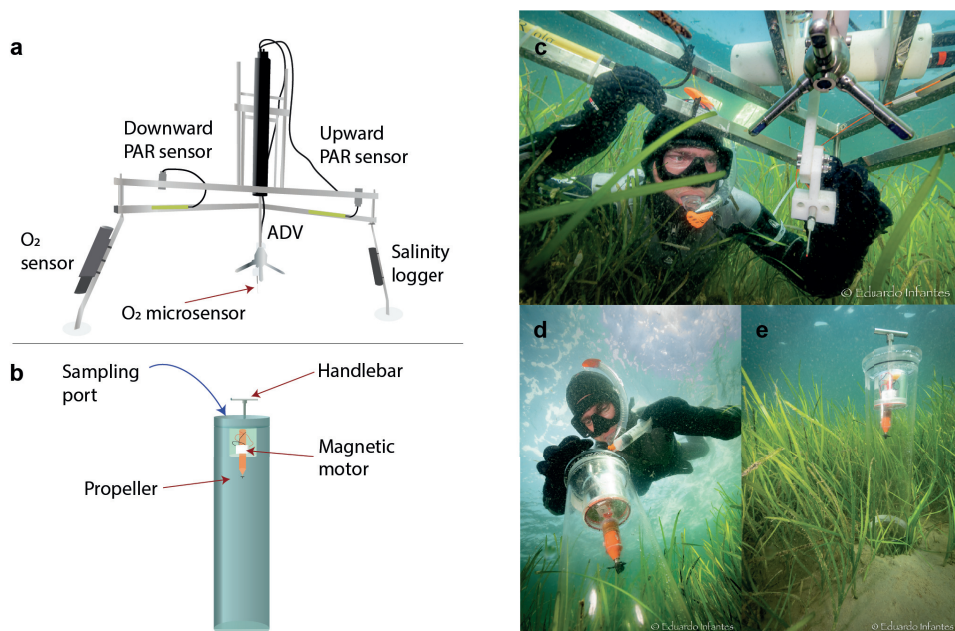 a
Downward
PAR sensor
Upward
PAR sensor
O₂
sensor
ADV
Salinity
logger
O₂ microsensor
b
Sampling
port
Handlebar
Magnetic
motor
Propeller
c
© Eduardo Infantes
d
© Eduardo Infantes
e
© Eduardo Infantes